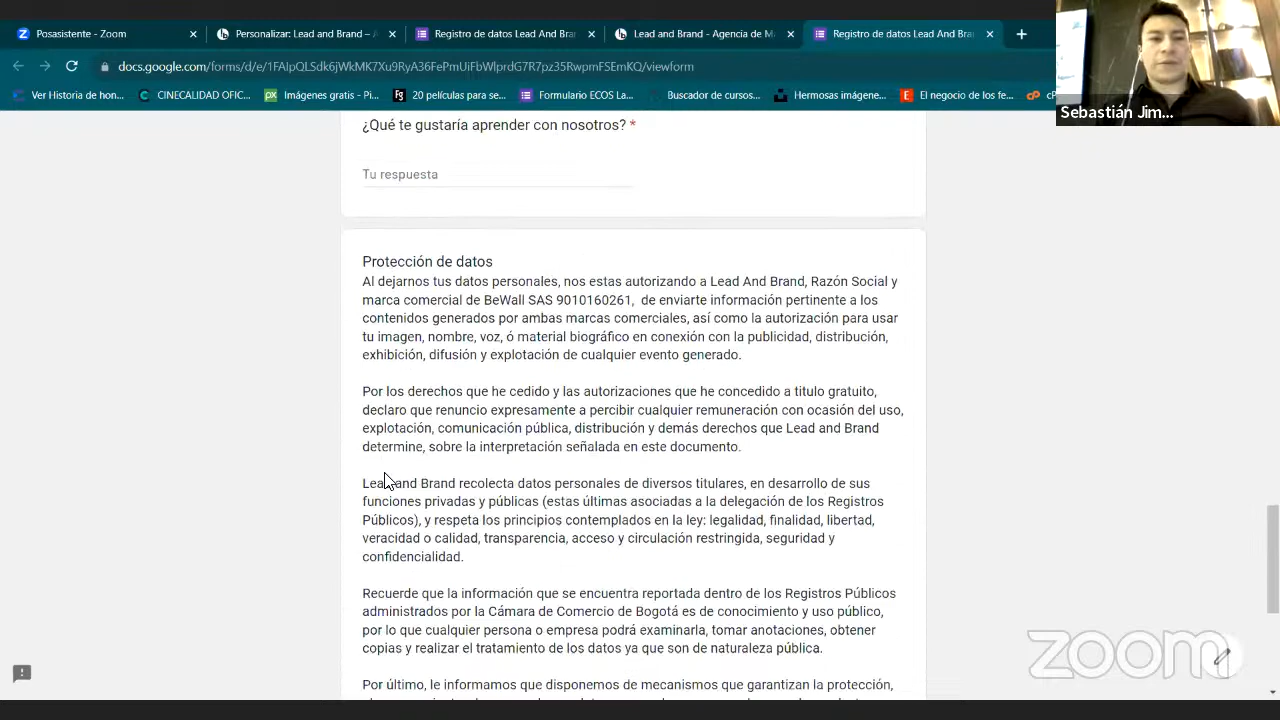 Posasistente - Zoom
Personalizar: Lead and Brand – A
Registro de datos Lead And Bra
Lead and Brand - Agencia de M
Registro de datos Lead And Bra
docs.google.com/forms/d/e/1FAIpQLSdk6jWkMK7Xu9RyA36FePmUiFbWlprdG7R7pz35RwpmFSEmKQ/viewform
Ver Historia de hon...
CINECALIDAD OFIC...
Imágenes gratis - Pi...
20 películas para se...
Formulario ECOS La...
Buscador de cursos...
Hermosas imágene...
El negocio de los fe...
Sebastián Jim...
¿Qué te gustaría aprender con nosotros? *
Tu respuesta
Protección de datos
Al dejarnos tus datos personales, nos estas autorizando a Lead And Brand, Razón Social y
marca comercial de BeWall SAS 9010160261, de enviarte información pertinente a los
contenidos generados por ambas marcas comerciales, así como la autorización para usar
tu imagen, nombre, voz, ó material biográfico en conexión con la publicidad, distribución,
exhibición, difusión y explotación de cualquier evento generado.
Por los derechos que he cedido y las autorizaciones que he concedido a titulo gratuito,
declaro que renuncio expresamente a percibir cualquier remuneración con ocasión del uso,
explotación, comunicación pública, distribución y demás derechos que Lead and Brand
determine, sobre la interpretación señalada en este documento.
Lead and Brand recolecta datos personales de diversos titulares, en desarrollo de sus
funciones privadas y públicas (estas últimas asociadas a la delegación de los Registros
Públicos), y respeta los principios contemplados en la ley: legalidad, finalidad, libertad,
veracidad o calidad, transparencia, acceso y circulación restringida, seguridad y
confidencialidad.
Recuerde que la información que se encuentra reportada dentro de los Registros Públicos
administrados por la Cámara de Comercio de Bogotá es de conocimiento y uso público,
por lo que cualquier persona o empresa podrá examinarla, tomar anotaciones, obtener
copias y realizar el tratamiento de los datos ya que son de naturaleza pública.
Por último, le informamos que disponemos de mecanismos que garantizan la protección,
zoom